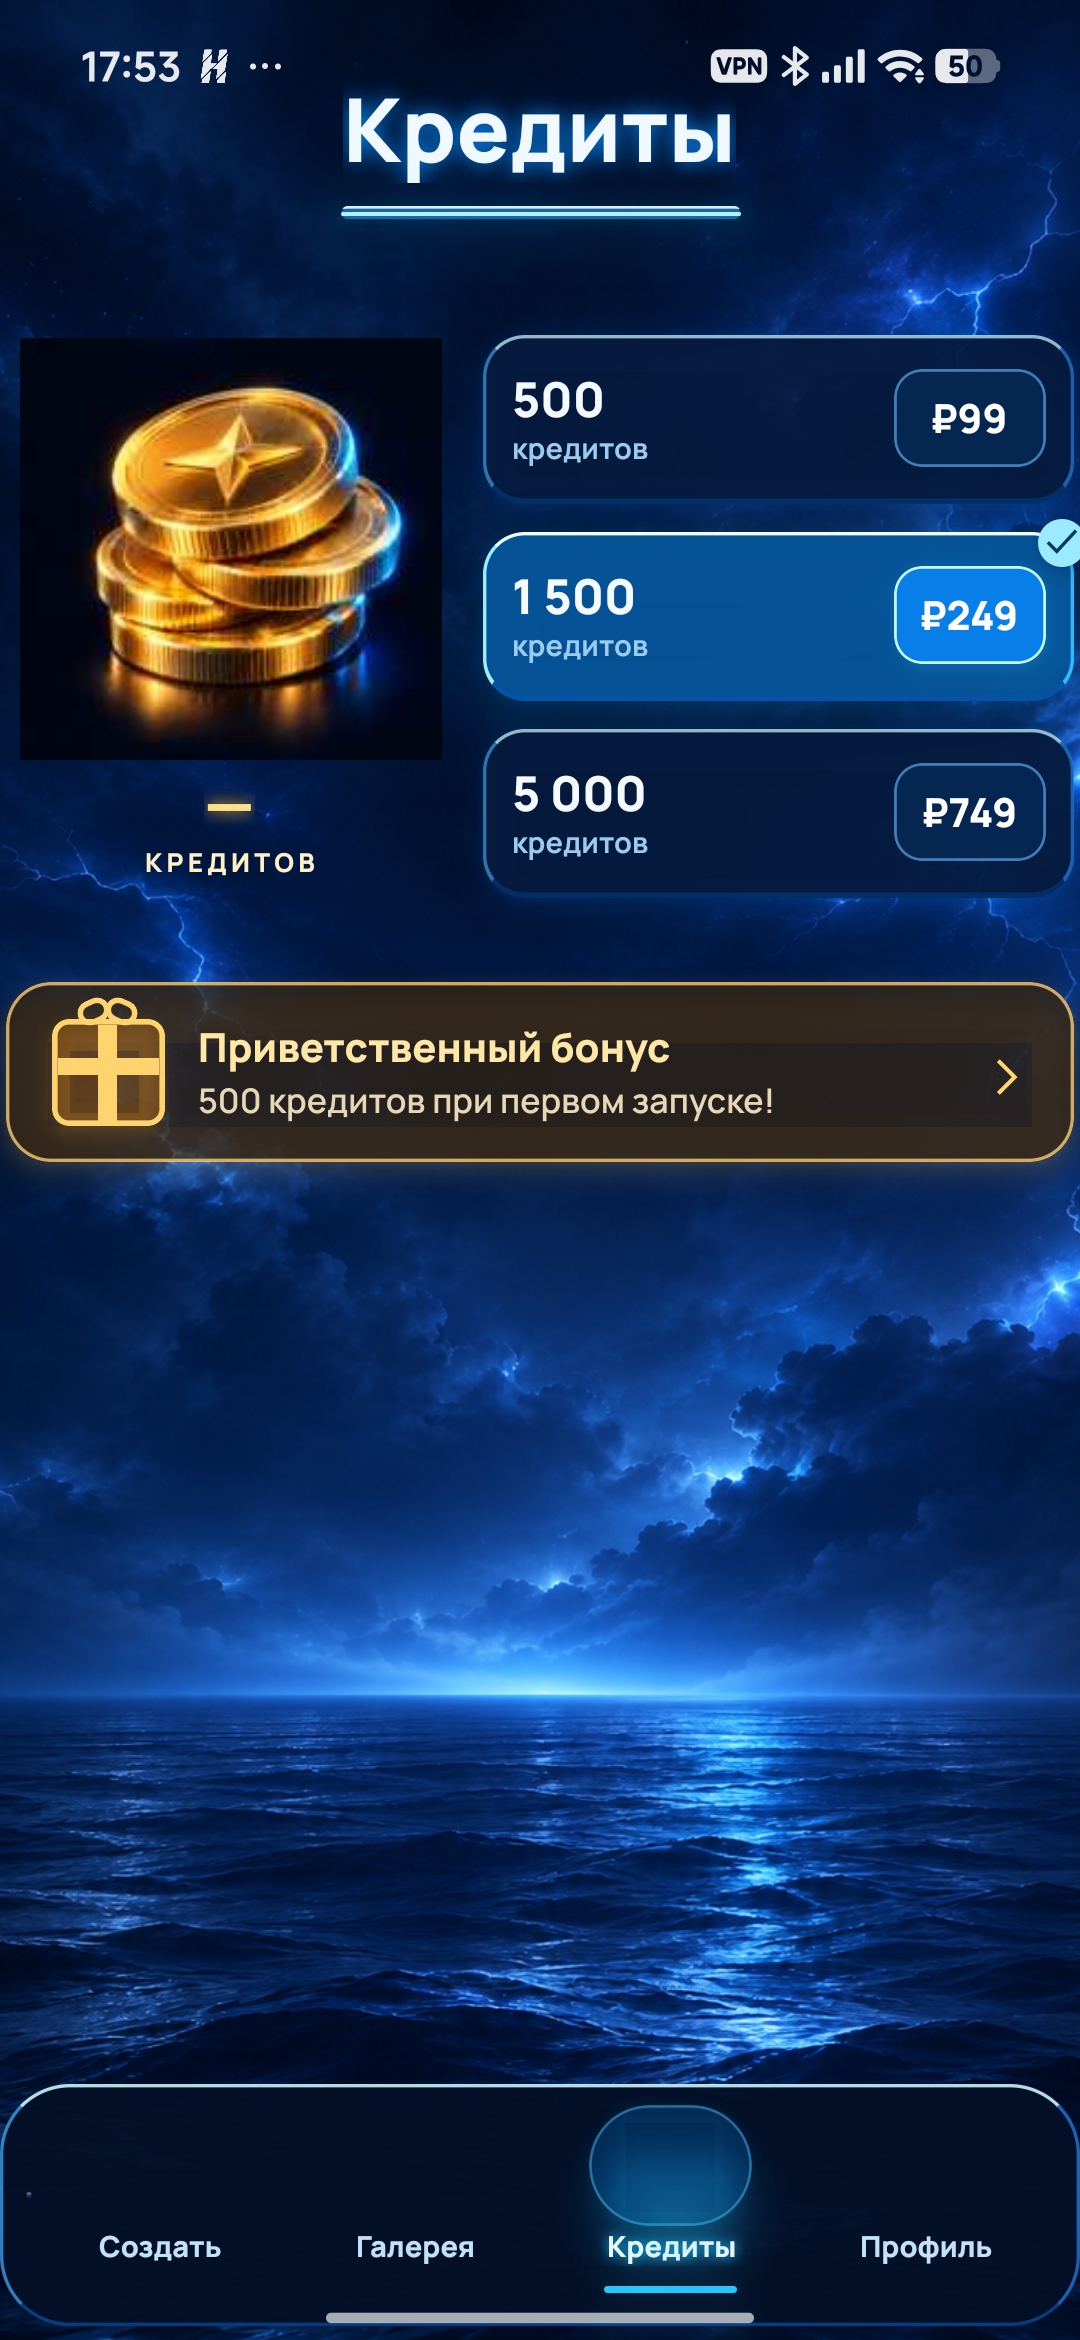 17:53 ... VPN 50
Кредиты
500
кредитов
₽99
1 500
кредитов
₽249
5 000
кредитов
₽749
—
КРЕДИТОВ
Приветственный бонус
500 кредитов при первом запуске!
Создать
Галерея
Кредиты
Профиль